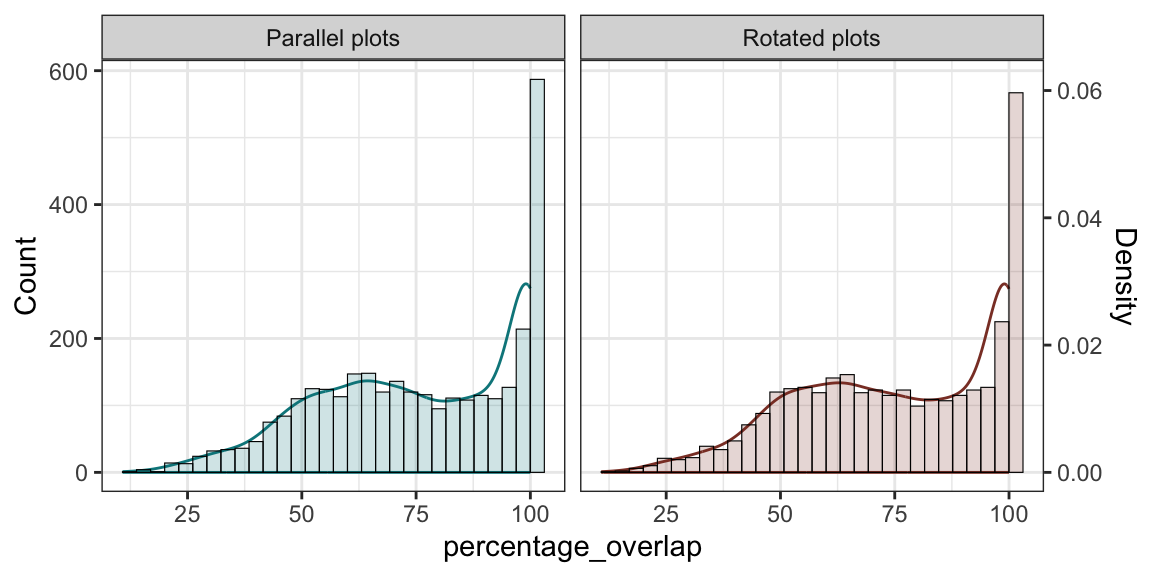 Parallel plots
Rotated plots
Count
600
400
200
0
0.06
0.04
0.02
0.00
Density
25 50 75 100
25 50 75 100
percentage_overlap